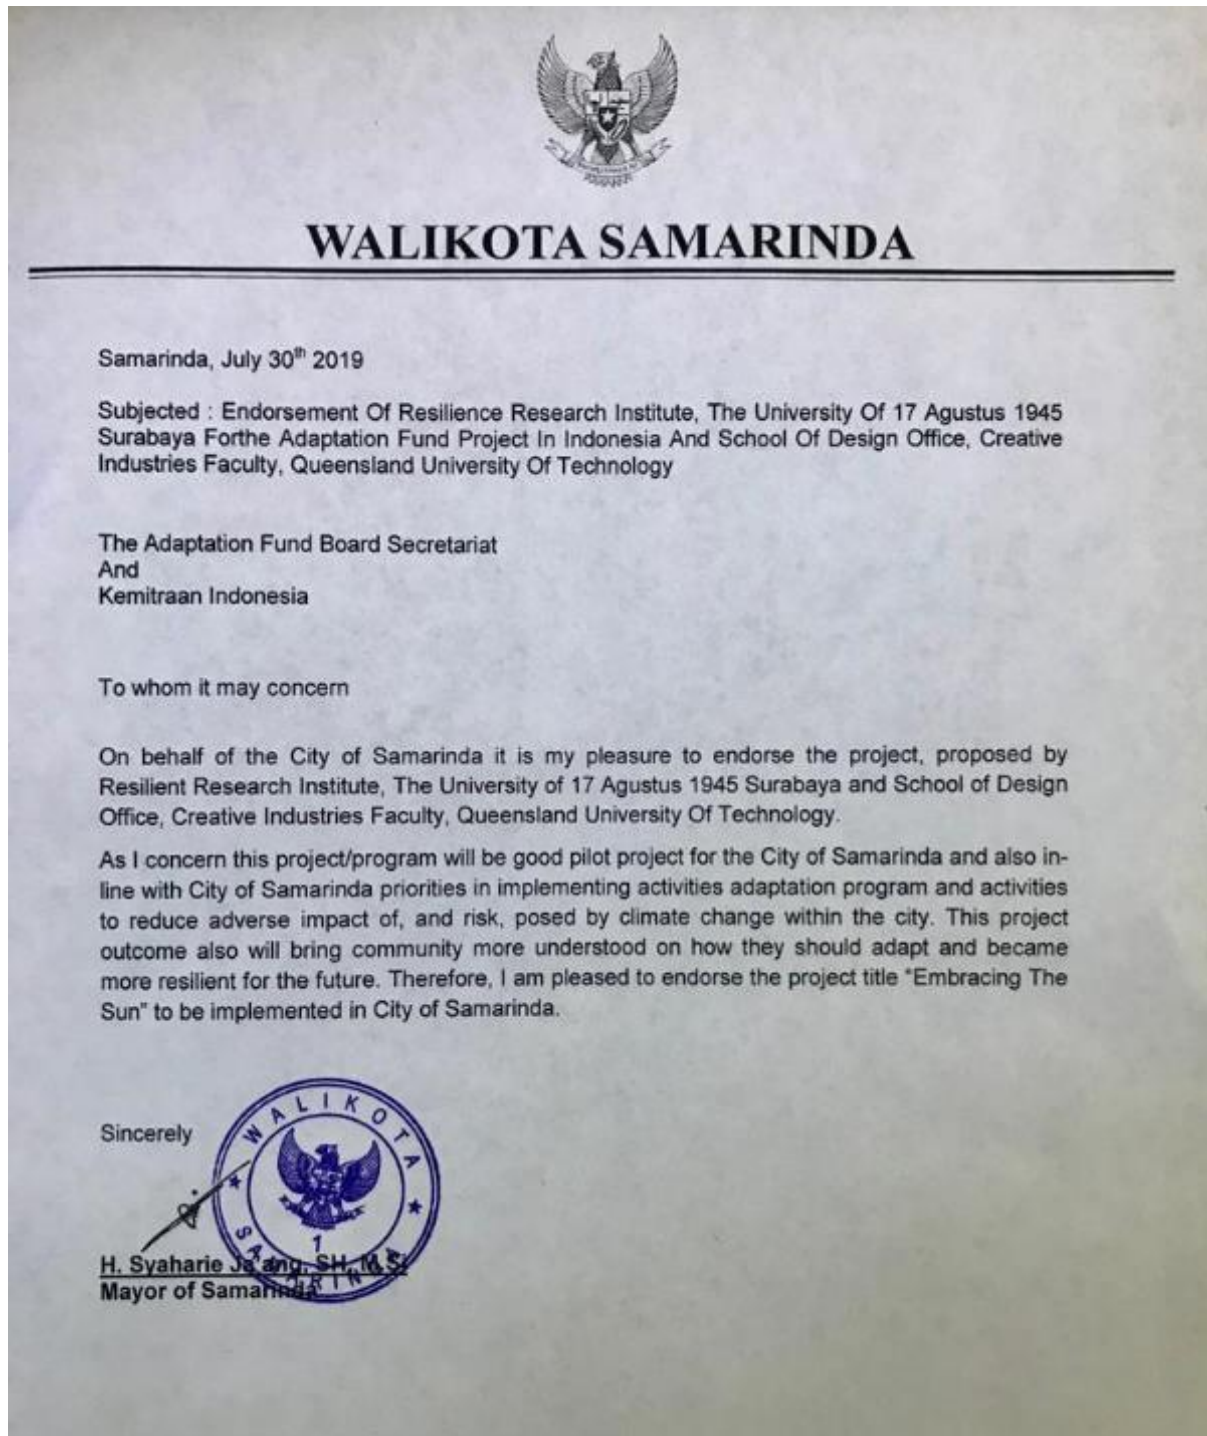 WALIKOTA SAMARINDA
Samarinda, July 30th 2019
Subjected : Endorsement Of Resilience Research Institute, The University Of 17 Agustus 1945
Surabaya Forthe Adaptation Fund Project In Indonesia And School Of Design Office, Creative
Industries Faculty, Queensland University Of Technology
The Adaptation Fund Board Secretariat
And
Kemitraan Indonesia
To whom it may concern
On behalf of the City of Samarinda it is my pleasure to endorse the project, proposed by
Resilient Research Institute, The University of 17 Agustus 1945 Surabaya and School of Design
Office, Creative Industries Faculty, Queensland University Of Technology.
As I concern this project/program will be good pilot project for the City of Samarinda and also in-
line with City of Samarinda priorities in implementing activities adaptation program and activities
to reduce adverse impact of, and risk, posed by climate change within the city. This project
outcome also will bring community more understood on how they should adapt and became
more resilient for the future. Therefore, I am pleased to endorse the project title “Embracing The
Sun” to be implemented in City of Samarinda.
Sincerely
WALIKOTA
1
SAMARINDA
H. Syaharie Ja'ang, SH, M.Si
Mayor of Samarinda